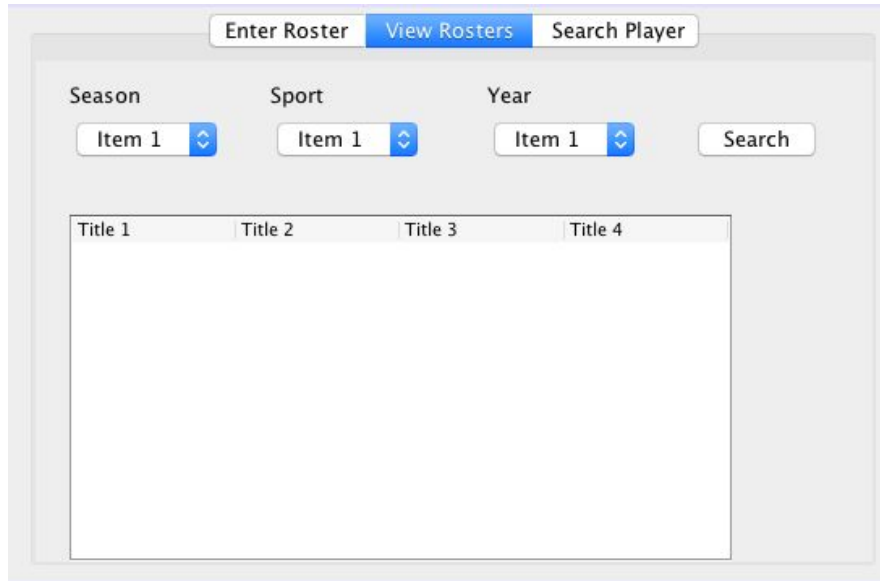 Enter Roster View Rosters Search Player
Season Sport Year
Item 1 Item 1 Item 1 Search
Title 1 Title 2 Title 3 Title 4